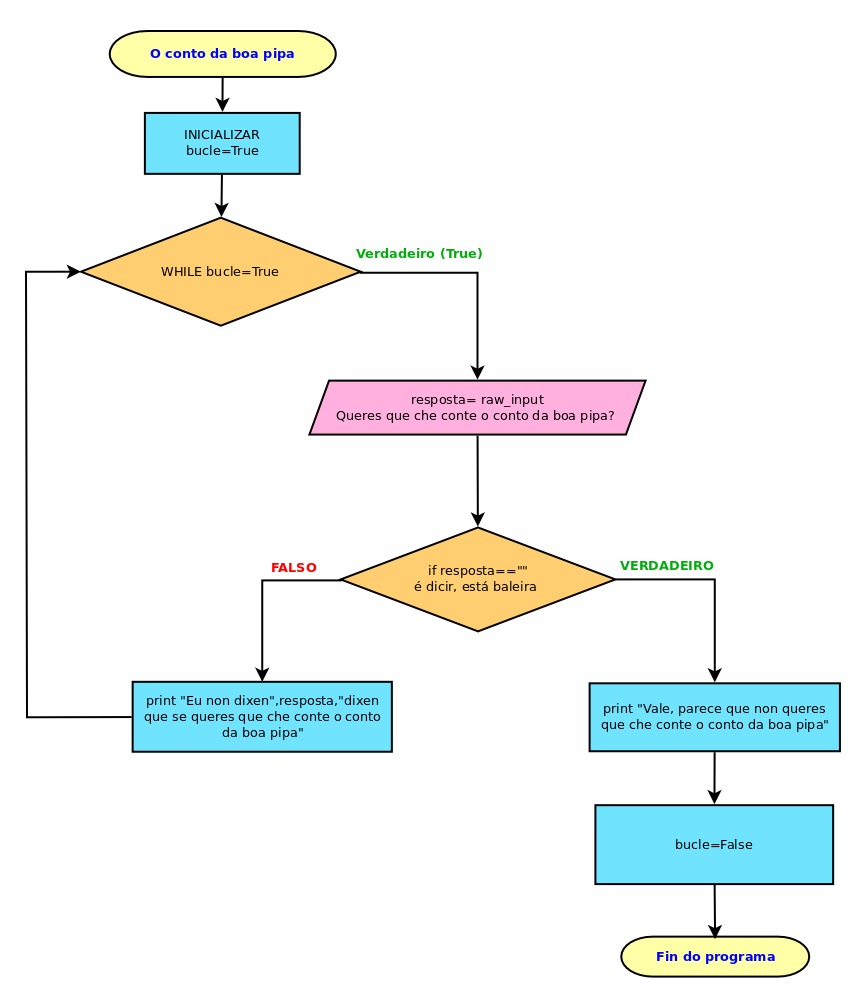 O conto da boa pipa
INICIALIZAR
bucle=True
WHILE bucle=True
Verdadeiro (True)
resposta= raw_input
Queres que che conte o conto da boa pipa?
if resposta==""
é dicir, está baleira
FALSO
VERDADEIRO
print "Eu non dixen",resposta,"dixen
que se queres que che conte o conto
da boa pipa"
print "Vale, parece que non queres
que che conte o conto da boa pipa"
bucle=False
Fin do programa